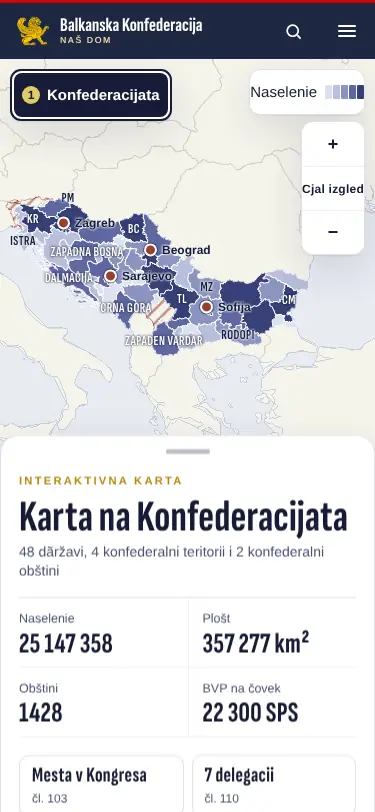 Balkanska Konfederacija
NAŠ DOM
1 Konfederacijata
Naselenie
+
Cjal izgled
−
PM
KR
Zagreb
ISTRA
BC
ZAPADNA BOSNA
Beograd
DALMACIJA
Sarajevo
MZ
CRNA GORA
TL
Sofija
CM
ZAPADEN VARDAR
RODOPI
INTERAKTIVNA KARTA
Karta na Konfederacijata
48 dăržavi, 4 konfederalni teritorii i 2 konfederalni
obštini
Naselenie
Plošt
25 147 358
357 277 km²
Obštini
BVP na čovek
1428
22 300 SPS
Mesta v Kongresa
7 delegacii
čl. 103
čl. 110